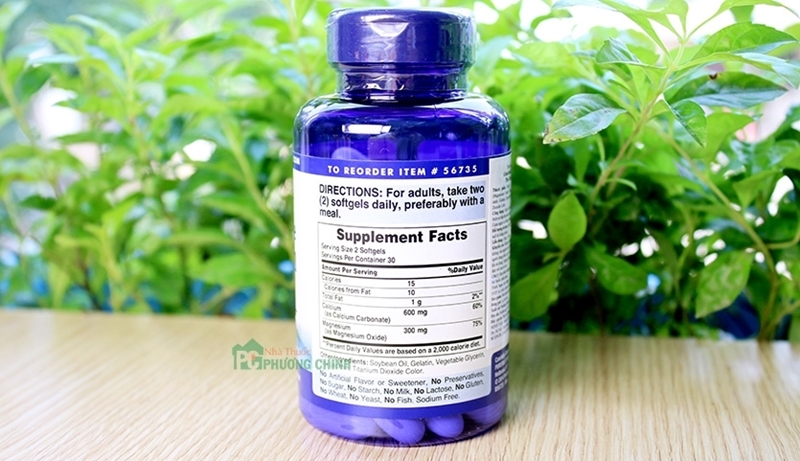 TO REORDER ITEM # 56735
DIRECTIONS: For adults, take two
(2) softgels daily, preferably with a
meal.
Supplement Facts
Serving Size 2 Softgels
Servings Per Container 30
Amount Per Serving %Daily Value
Calories 15
Calories from Fat 10
Total Fat 1 g 2%**
Calcium 600 mg 60%
(as Calcium Carbonate)
Magnesium 300 mg 75%
(as Magnesium Oxide)
**Percent Daily Values are based on a 2,000 calorie diet.
Other Ingredients: Soybean Oil, Gelatin, Vegetable Glycerin,
Titanium Dioxide Color.
No Artificial Flavor or Sweetener, No Preservatives,
No Sugar, No Starch, No Milk, No Lactose, No Gluten,
No Wheat, No Yeast, No Fish. Sodium Free.
Nhà Thuốc
PHƯƠNG CHÍNH